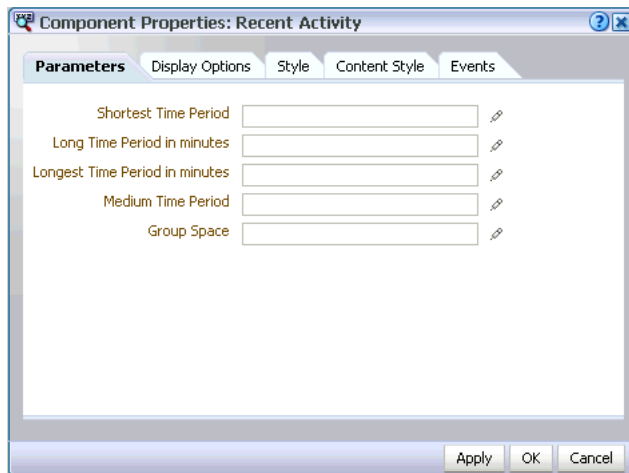 Component Properties: Recent Activity
Parameters Display Options Style Content Style Events
Shortest Time Period
Long Time Period in minutes
Longest Time Period in minutes
Medium Time Period
Group Space
Apply OK Cancel